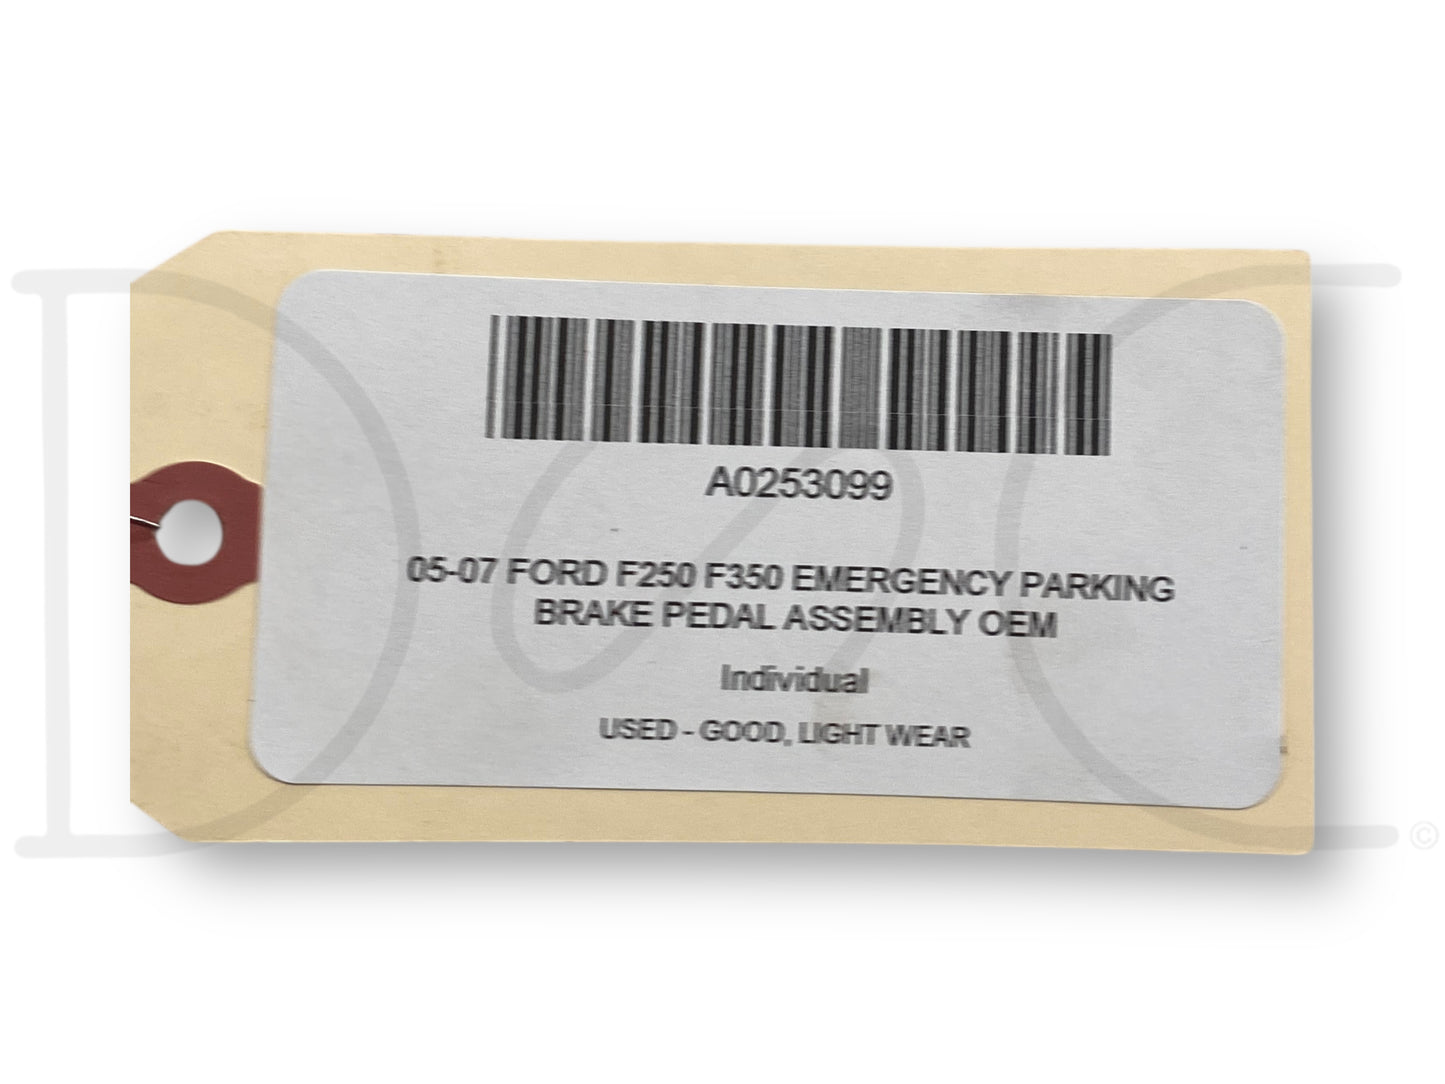 A0253099
05-07 FORD F250 F350 EMERGENCY PARKING
BRAKE PEDAL ASSEMBLY OEM
Individual
USED - GOOD, LIGHT WEAR
©